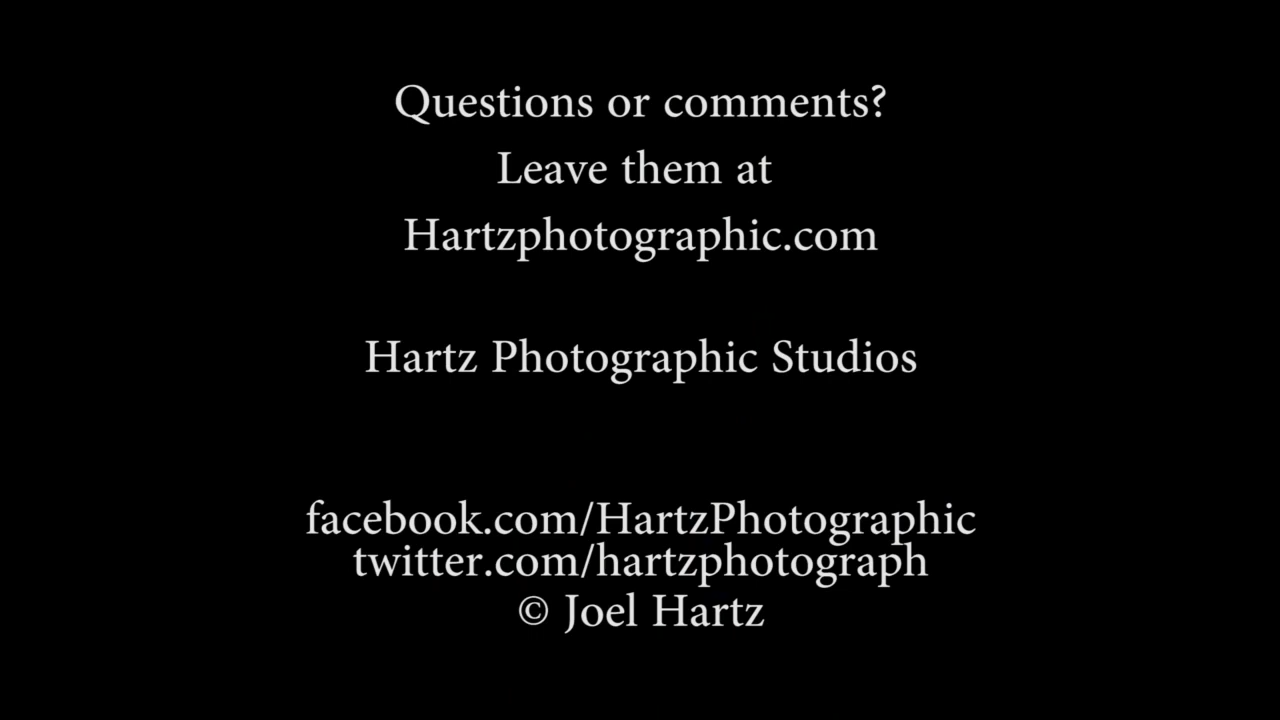 Questions or comments?
Leave them at
Hartzphotographic.com
Hartz Photographic Studios
facebook.com/HartzPhotographic
twitter.com/hartzphotograph
© Joel Hartz